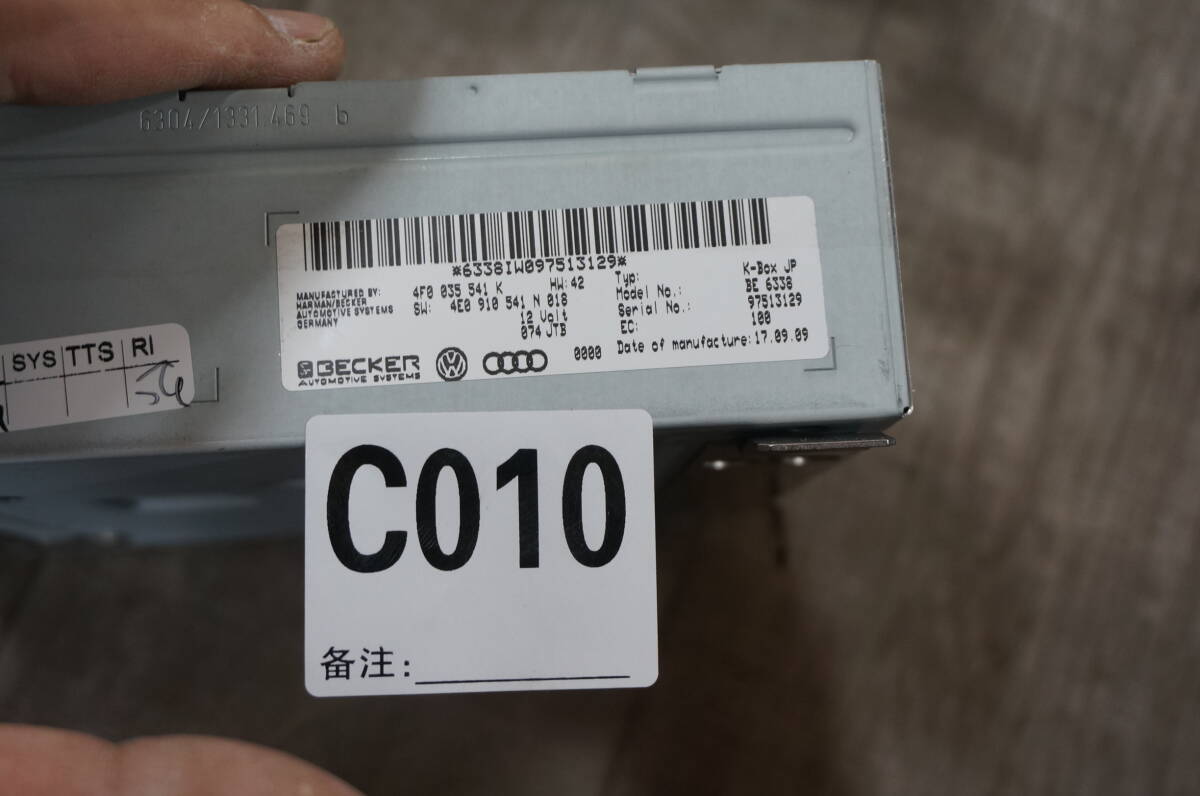 6304/1331.469 b
*6338IW097513129*
MANUFACTURED BY:
HARMAN/BECKER
AUTOMOTIVE SYSTEMS
GERMANY
4F0 035 541 K HW: 42
SW: 4E0 910 541 N 018
12 Volt
074 JTB
Typ: K-Box JP
Model No.: BE 6338
Serial No.: 97513129
EC: 100
Date of manufacture: 17.09.09
BECKER
AUTOMOTIVE SYSTEMS
0000
SYS TTS RI
C010
备注: